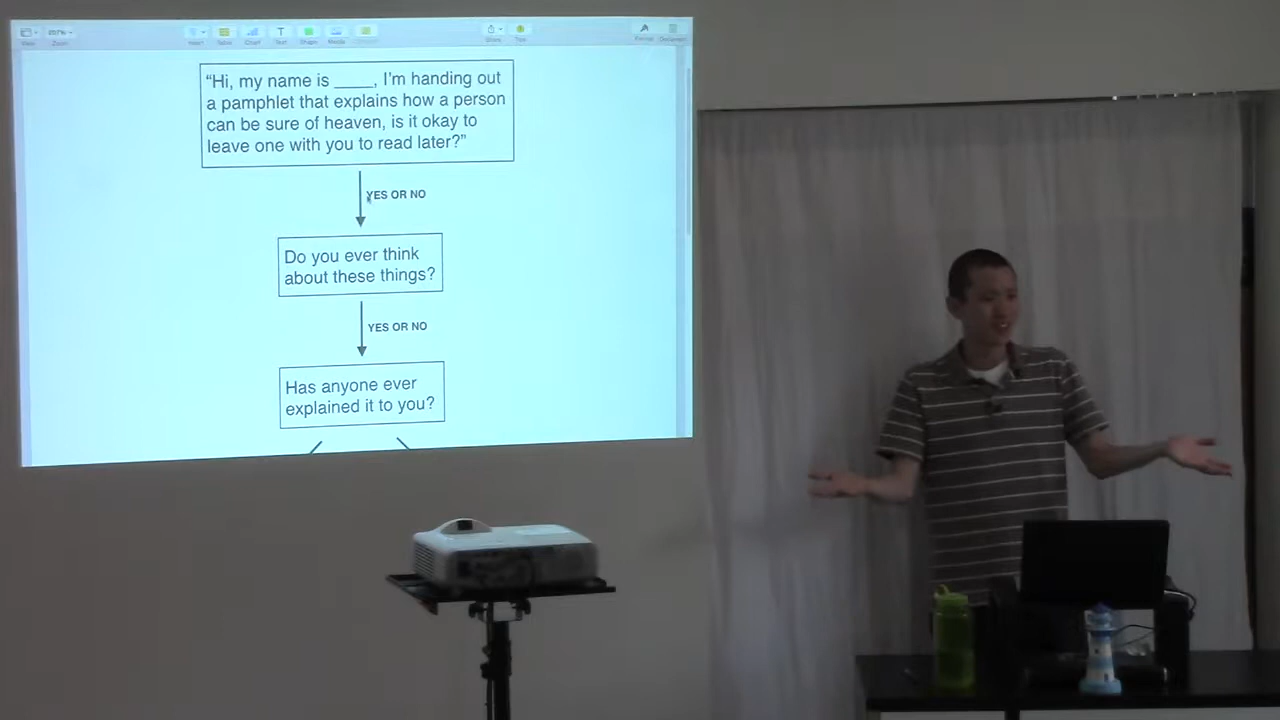 “Hi, my name is ____, I’m handing out
a pamphlet that explains how a person
can be sure of heaven, is it okay to
leave one with you to read later?”
YES OR NO
Do you ever think
about these things?
YES OR NO
Has anyone ever
explained it to you?